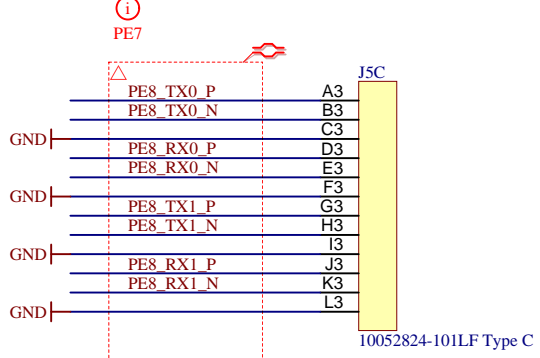 i
PE7
J5C
PE8_TX0_P A3
PE8_TX0_N B3
GND C3
PE8_RX0_P D3
PE8_RX0_N E3
GND F3
PE8_TX1_P G3
PE8_TX1_N H3
GND I3
PE8_RX1_P J3
PE8_RX1_N K3
GND L3
10052824-101LF Type C